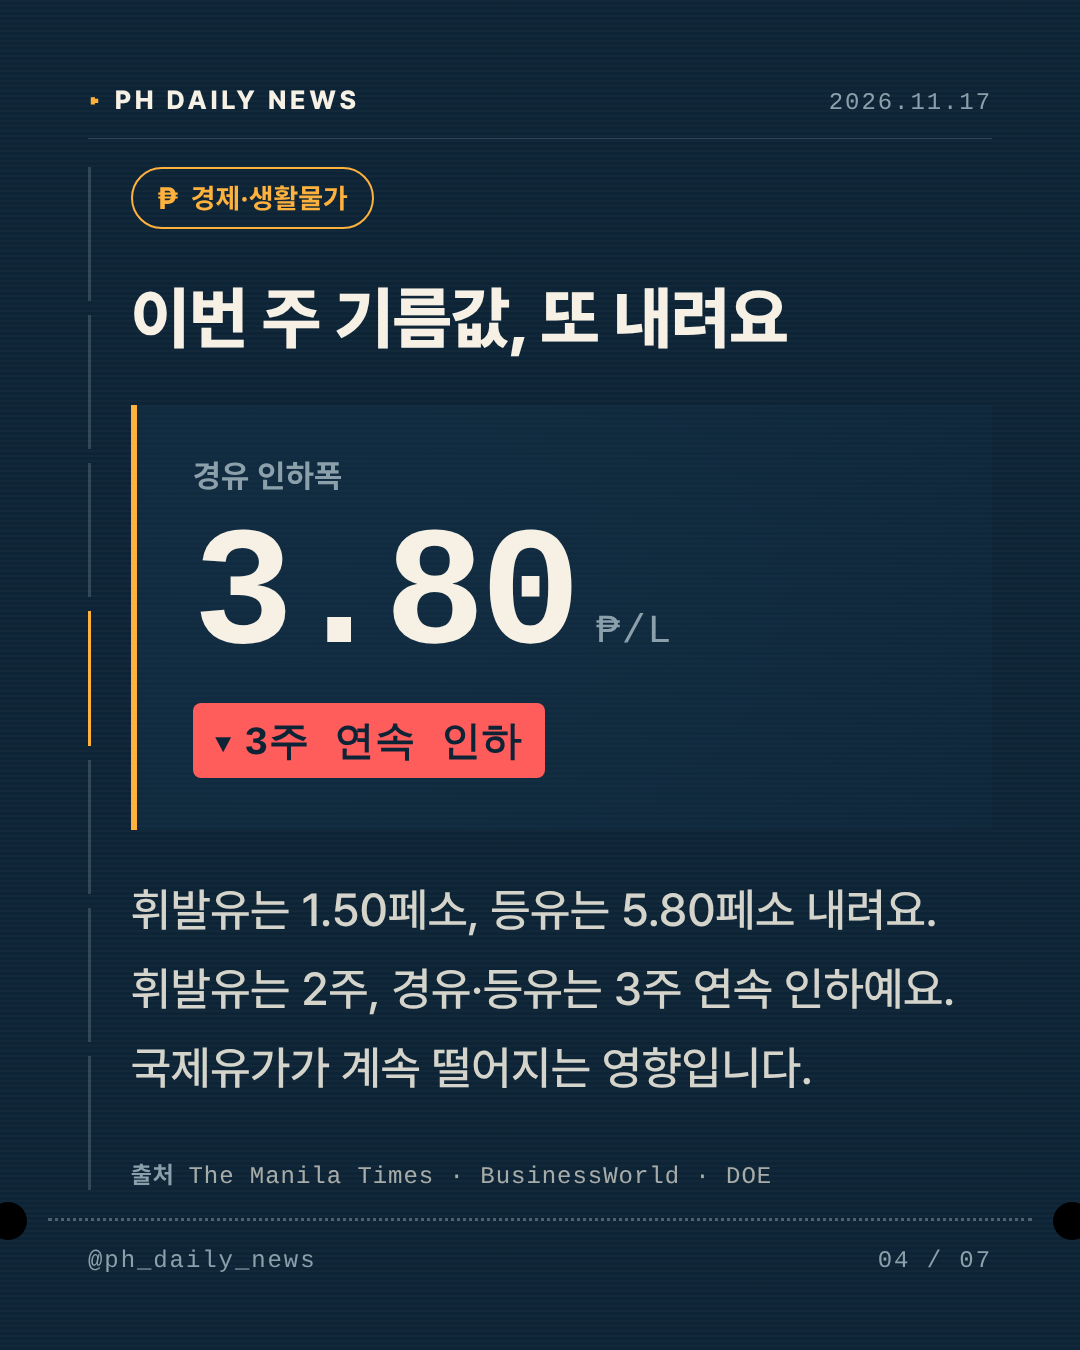 PH DAILY NEWS
2026.11.17
₱ 경제·생활물가
이번 주 기름값, 또 내려요
경유 인하폭
3.80 ₱/L
▼ 3주 연속 인하
휘발유는 1.50페소, 등유는 5.80페소 내려요.
휘발유는 2주, 경유·등유는 3주 연속 인하예요.
국제유가가 계속 떨어지는 영향입니다.
출처 The Manila Times · BusinessWorld · DOE
@ph_daily_news
04 / 07